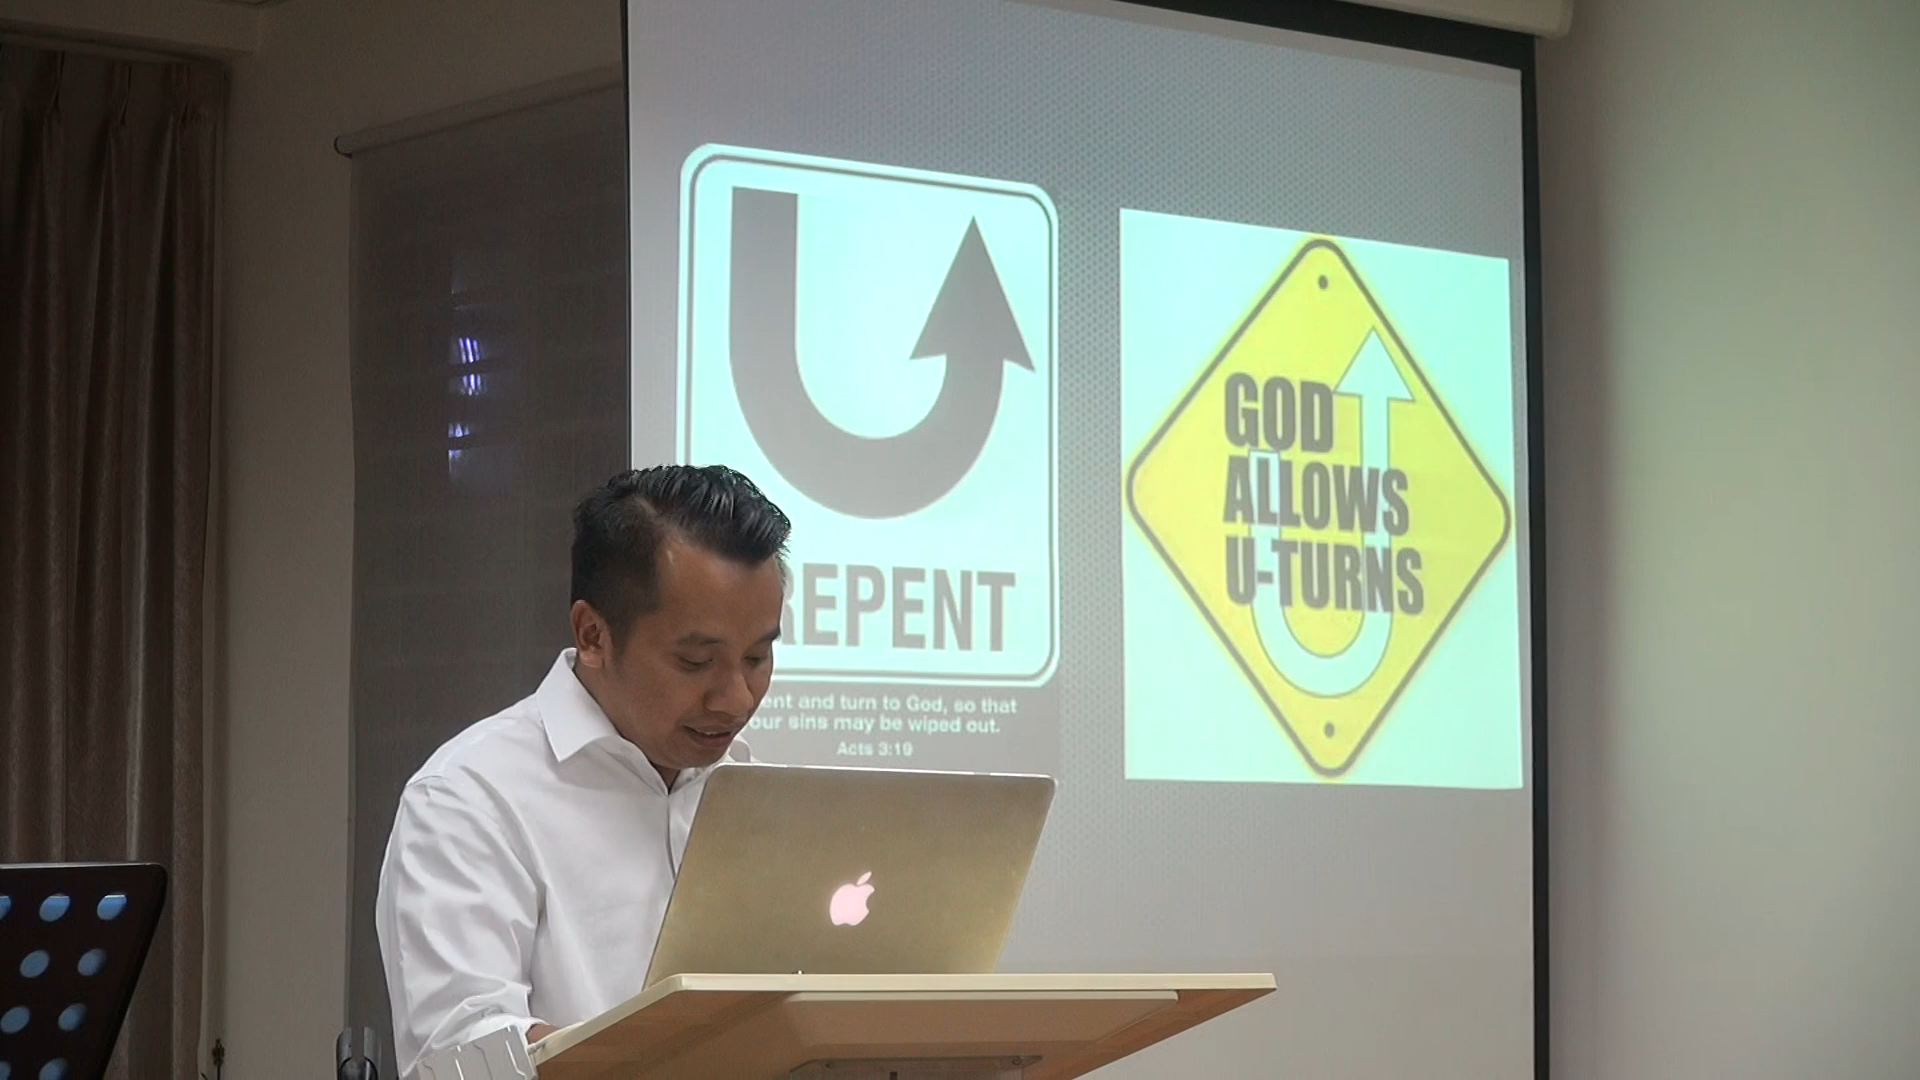 REPENT
ent and turn to God, so that
our sins may be wiped out.
Acts 3:19
GOD
ALLOWS
U-TURNS